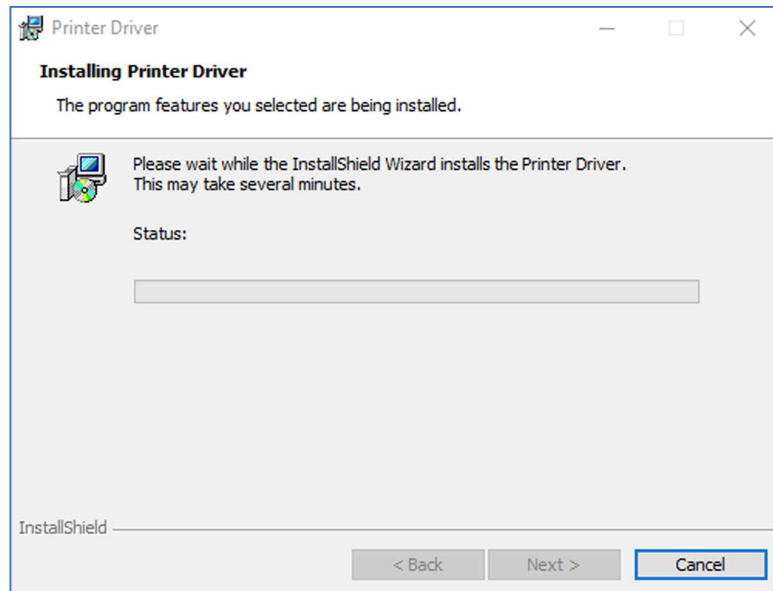 Printer Driver
Installing Printer Driver
The program features you selected are being installed.
Please wait while the InstallShield Wizard installs the Printer Driver.
This may take several minutes.
Status:
InstallShield
< Back
Next >
Cancel